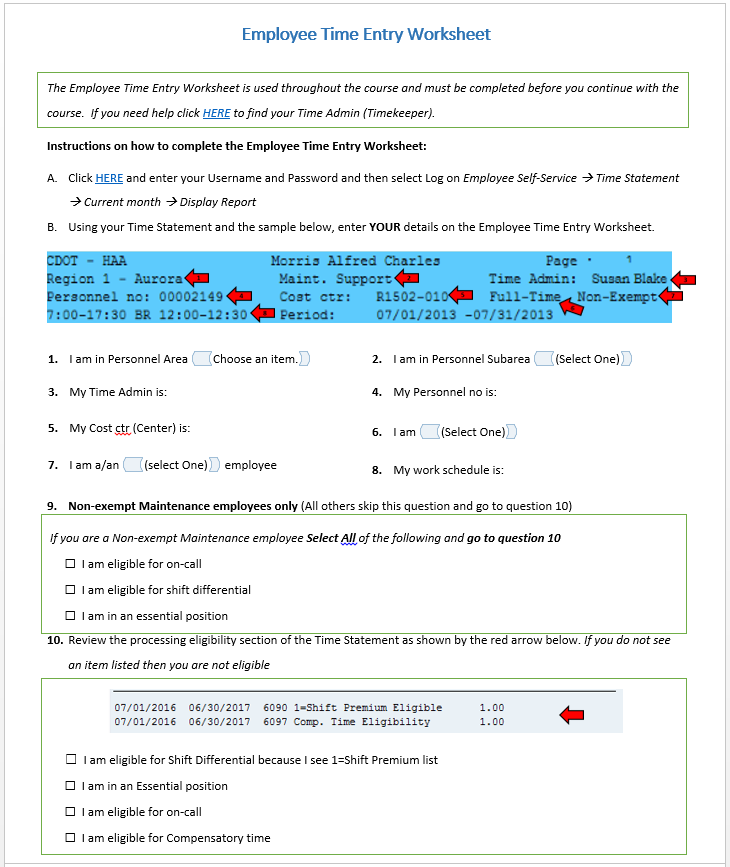 Employee Time Entry Worksheet
The Employee Time Entry Worksheet is used throughout the course and must be completed before you continue with the
course. If you need help click HERE to find your Time Admin (Timekeeper).
Instructions on how to complete the Employee Time Entry Worksheet:
A. Click HERE and enter your Username and Password and then select Log on Employee Self-Service → Time Statement
→ Current month → Display Report
B. Using your Time Statement and the sample below, enter YOUR details on the Employee Time Entry Worksheet.
CDOT - HAA Morris Alfred Charles Page 1
Region 1 - Aurora Maint. Support Time Admin: Susan Blake
Personnel no: 00002149 Cost ctr: R1502-010 Full-Time Non-Exempt
7:00-17:30 BR 12:00-12:30 Period: 07/01/2013 -07/31/2013
1. I am in Personnel Area Choose an item. 2. I am in Personnel Subarea (Select One)
3. My Time Admin is: 4. My Personnel no is:
5. My Cost ctr (Center) is:
6. I am (Select One)
7. I am a/an (select One) employee
8. My work schedule is:
9. Non-exempt Maintenance employees only (All others skip this question and go to question 10)
If you are a Non-exempt Maintenance employee Select All of the following and go to question 10
☐ I am eligible for on-call
☐ I am eligible for shift differential
☐ I am in an essential position
10. Review the processing eligibility section of the Time Statement as shown by the red arrow below. If you do not see
an item listed then you are not eligible
07/01/2016 06/30/2017 6090 1=Shift Premium Eligible 1.00
07/01/2016 06/30/2017 6097 Comp. Time Eligibility 1.00
☐ I am eligible for Shift Differential because I see 1=Shift Premium list
☐ I am in an Essential position
☐ I am eligible for on-call
☐ I am eligible for Compensatory time